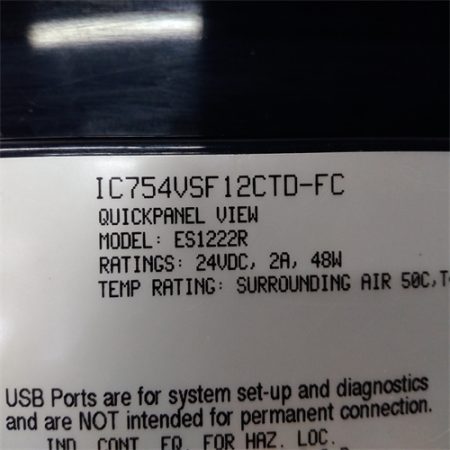 IC754VSF12CTD-FC
QUICKPANEL VIEW
MODEL: ES1222R
RATINGS: 24VDC, 2A, 48W
TEMP RATING: SURROUNDING AIR 50C,T4
USB Ports are for system set-up and diagnostics
and are NOT intended for permanent connection.
IND. CONT. EQ. FOR HAZ. LOC.